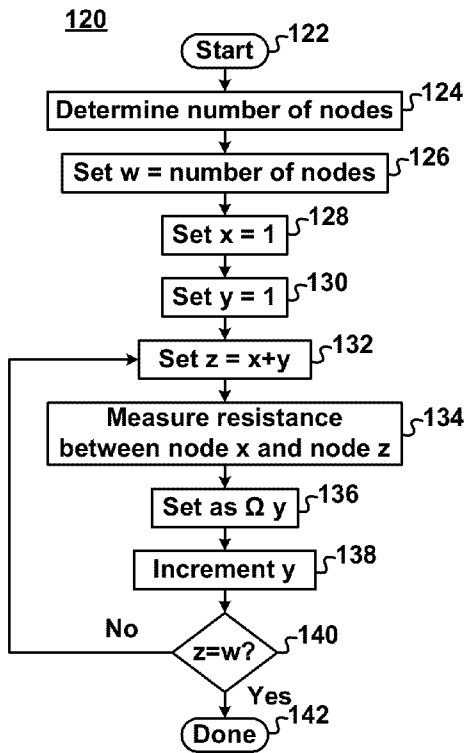 120
Start
122
Determine number of nodes
124
Set w = number of nodes
126
Set x = 1
128
Set y = 1
130
Set z = x+y
132
Measure resistance
between node x and node z
134
Set as Ω y
136
Increment y
138
No
z=w?
140
Yes
Done
142